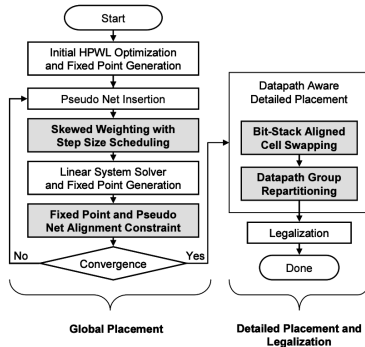 Start
Initial HPWL Optimization
and Fixed Point Generation
Pseudo Net Insertion
Skewed Weighting with
Step Size Scheduling
Linear System Solver
and Fixed Point Generation
Fixed Point and Pseudo
Net Alignment Constraint
No
Convergence
Yes
Global Placement
Datapath Aware
Detailed Placement
Bit-Stack Aligned
Cell Swapping
Datapath Group
Repartitioning
Legalization
Done
Detailed Placement and
Legalization